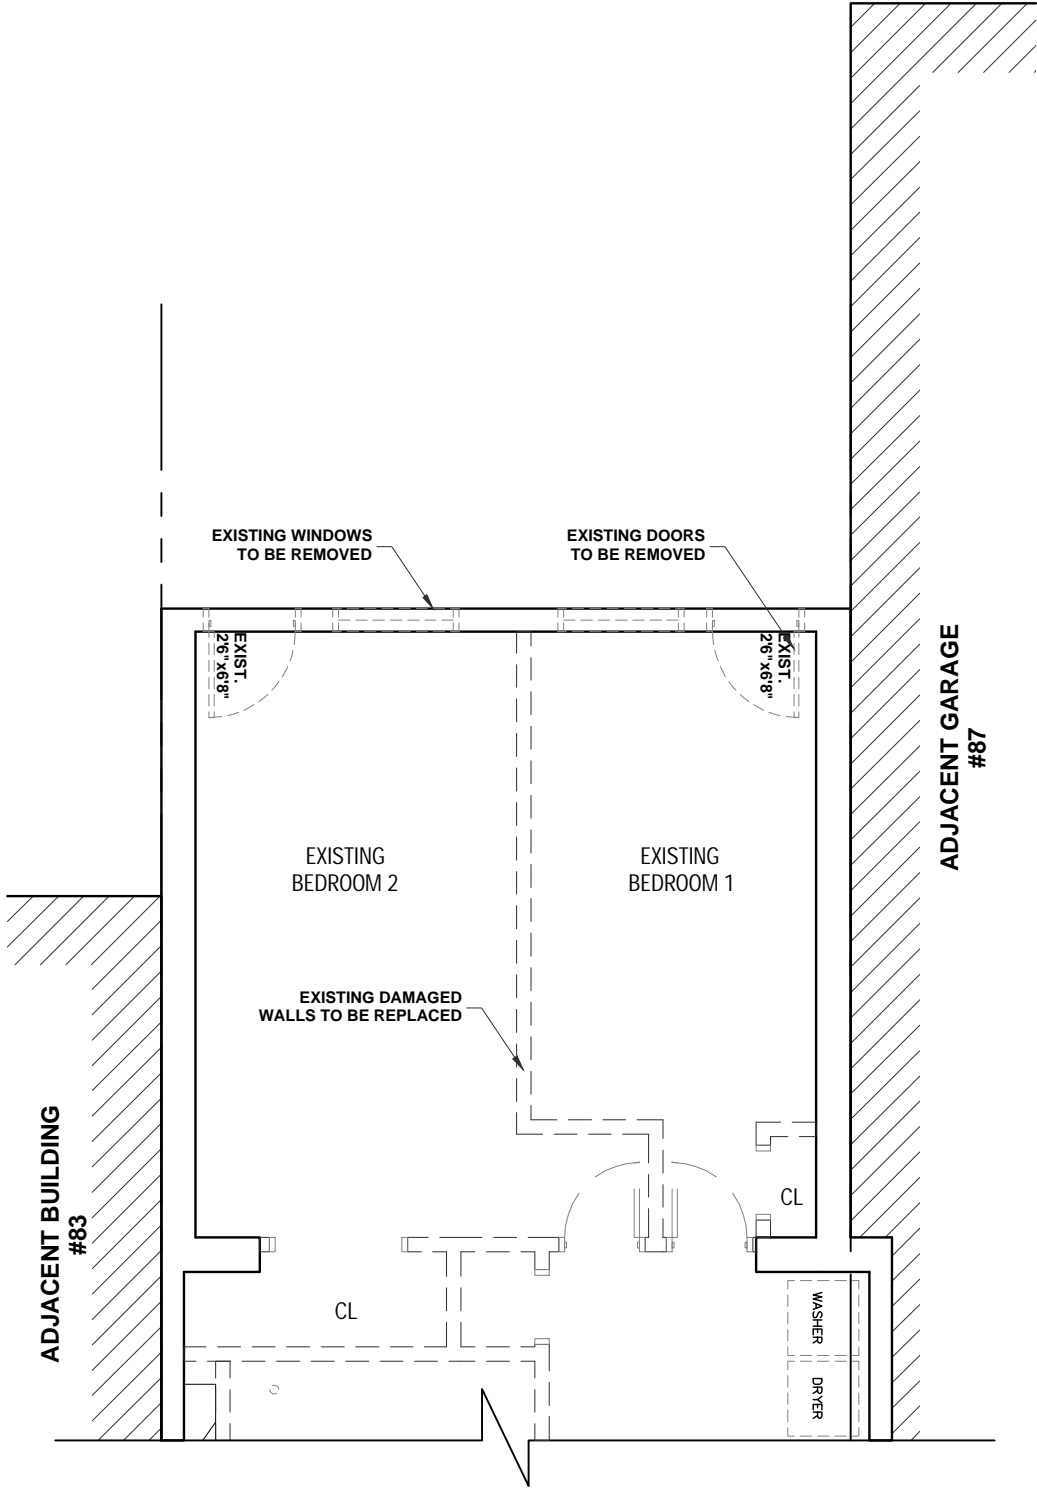 EXISTING WINDOWS
TO BE REMOVED
EXISTING DOORS
TO BE REMOVED
EXIST.
2'6"x6'8"
EXIST.
2'6"x6'8"
ADJACENT GARAGE
#87
EXISTING
BEDROOM 2
EXISTING
BEDROOM 1
EXISTING DAMAGED
WALLS TO BE REPLACED
ADJACENT BUILDING
#83
CL
CL
WASHER
DRYER